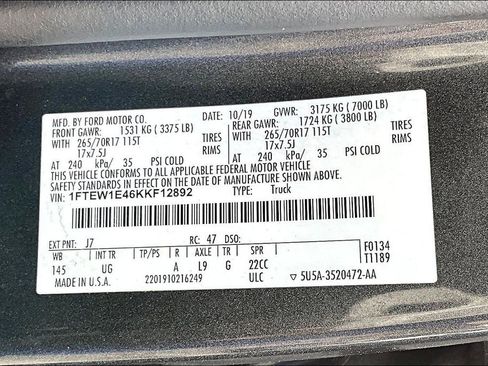 MFD. BY FORD MOTOR CO.
10/19 GVWR: 3175 KG ( 7000 LB)
FRONT GAWR: 1531 KG ( 3375 LB) REAR GAWR: 1724 KG ( 3800 LB)
WITH 265/70R17 115T TIRES WITH 265/70R17 115T TIRES
17x7.5J RIMS 17x7.5J RIMS
AT 240 kPa/ 35 PSI COLD AT 240 kPa/ 35 PSI COLD
THIS VEHICLE CONFORMS TO ALL APPLICABLE FEDERAL MOTOR VEHICLE
SAFETY AND THEFT PREVENTION STANDARDS IN EFFECT ON THE DATE OF MANUFACTURE SHOWN ABOVE.
VIN: 1FTEW1E46KKF12892 TYPE: Truck
EXT PNT: J7 RC: 47 DSO: F0134
WB INT TR TP/PS R AXLE TR SPR T1189
145 UG A L9 G 22CC
ULC
MADE IN U.S.A. 2201910216249 5U5A-3520472-AA